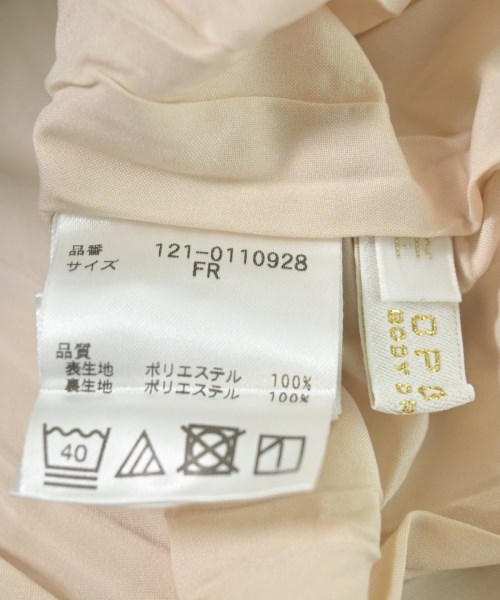 品番 121-0110928
サイズ FR
品質
表生地 ポリエステル 100%
裏生地 ポリエステル 100%
40
OPO